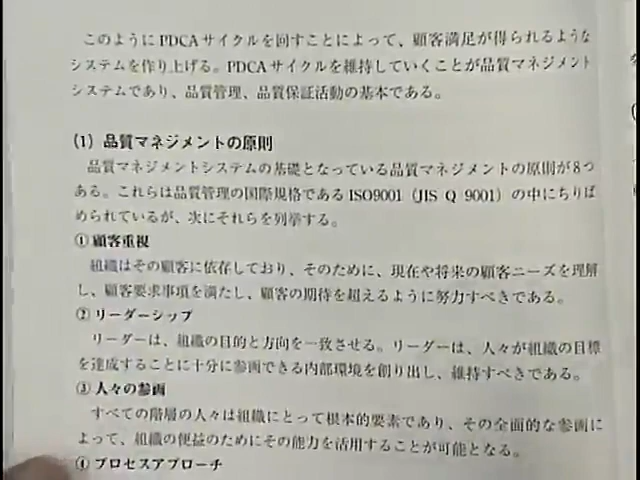 このように PDCA サイクルを回すことによって、顧客満足が得られるような
システムを作り上げる。PDCA サイクルを維持していくことが品質マネジメント
システムであり、品質管理、品質保証活動の基本である。
(1) 品質マネジメントの原則
品質マネジメントシステムの基礎となっている品質マネジメントの原則が 8 つ
ある。これらは品質管理の国際規格である ISO9001（JIS Q 9001）の中にちりば
められているが、次にそれらを列挙する。
① 顧客重視
組織はその顧客に依存しており、そのために、現在や将来の顧客ニーズを理解
し、顧客要求事項を満たし、顧客の期待を超えるように努力すべきである。
② リーダーシップ
リーダーは、組織の目的と方向を一致させる。リーダーは、人々が組織の目標
を達成することに十分に参画できる内部環境を創り出し、維持すべきである。
③ 人々の参画
すべての階層の人々は組織にとって根本的要素であり、その全面的な参画に
よって、組織の便益のためにその能力を活用することが可能となる。
④ プロセスアプローチ